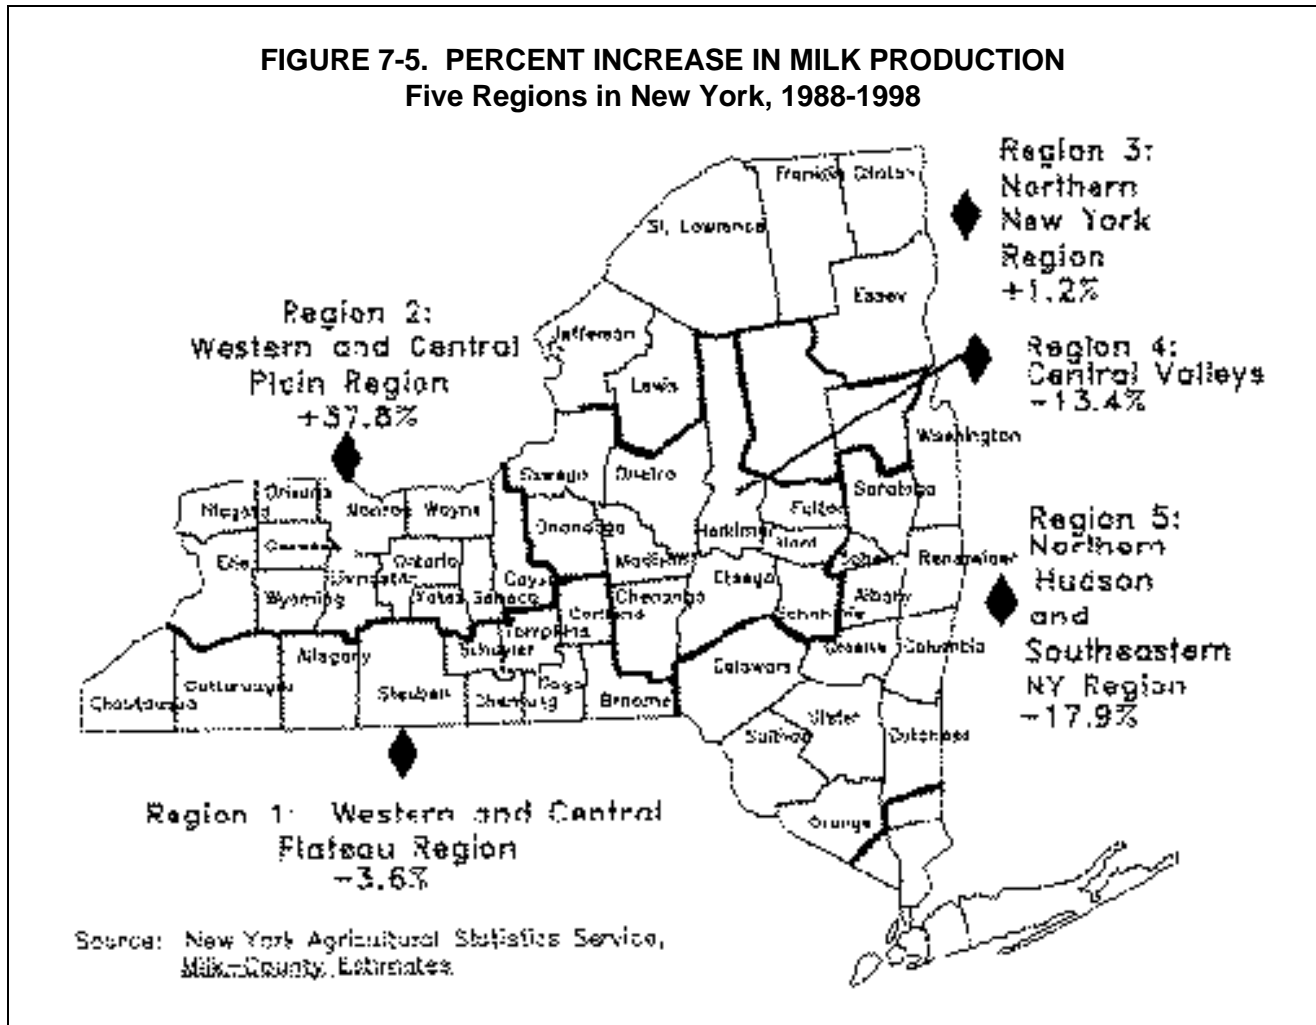 FIGURE 7-5. PERCENT INCREASE IN MILK PRODUCTION
Five Regions in New York, 1988-1998
Region 3:
Northern
New York
Region
+1.2%
Franklin
Clinton
St. Lawrence
Essex
Region 2:
Western and Central
Plain Region
+37.8%
Jefferson
Lewis
Region 4:
Central Valleys
-13.4%
Washington
Oswego
Oneida
Saratoga
Niagara
Orleans
Monroe
Wayne
Onondaga
Herkimer
Fulton
Region 5:
Northern
Hudson
and
Southeastern
NY Region
-17.9%
Erie
Genesee
Ontario
Madison
Rensselaer
Wyoming
Livingston
Yates
Seneca
Cayuga
Chenango
Otsego
Schoharie
Albany
Cortland
Tompkins
Allegany
Schuyler
Delaware
Greene
Columbia
Chautauqua
Cattaraugus
Steuben
Chemung
Tioga
Broome
Ulster
Sullivan
Dutchess
Orange
Region 1: Western and Central
Plateau Region
-3.6%
Source: New York Agricultural Statistics Service,
Milk-County Estimates